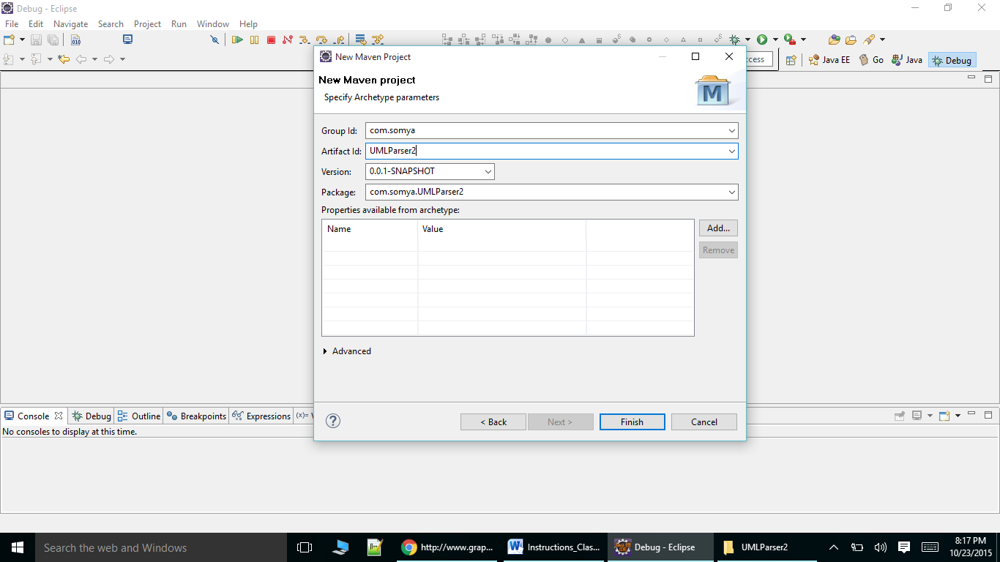 Debug - Eclipse
File Edit Navigate Search Project Run Window Help
New Maven Project
cess
Java EE Go Java Debug
New Maven project
Specify Archetype parameters
M
Group Id: com.somya
Artifact Id: UMLParser2
Version: 0.0.1-SNAPSHOT
Package: com.somya.UMLParser2
Properties available from archetype:
Name Value
Add...
Remove
Advanced
Console Debug Outline Breakpoints Expressions (x)=
No consoles to display at this time.
? < Back Next > Finish Cancel
Search the web and Windows
http://www.grap... Instructions_Clas... Debug - Eclipse UMLParser2
8:17 PM
10/23/2015